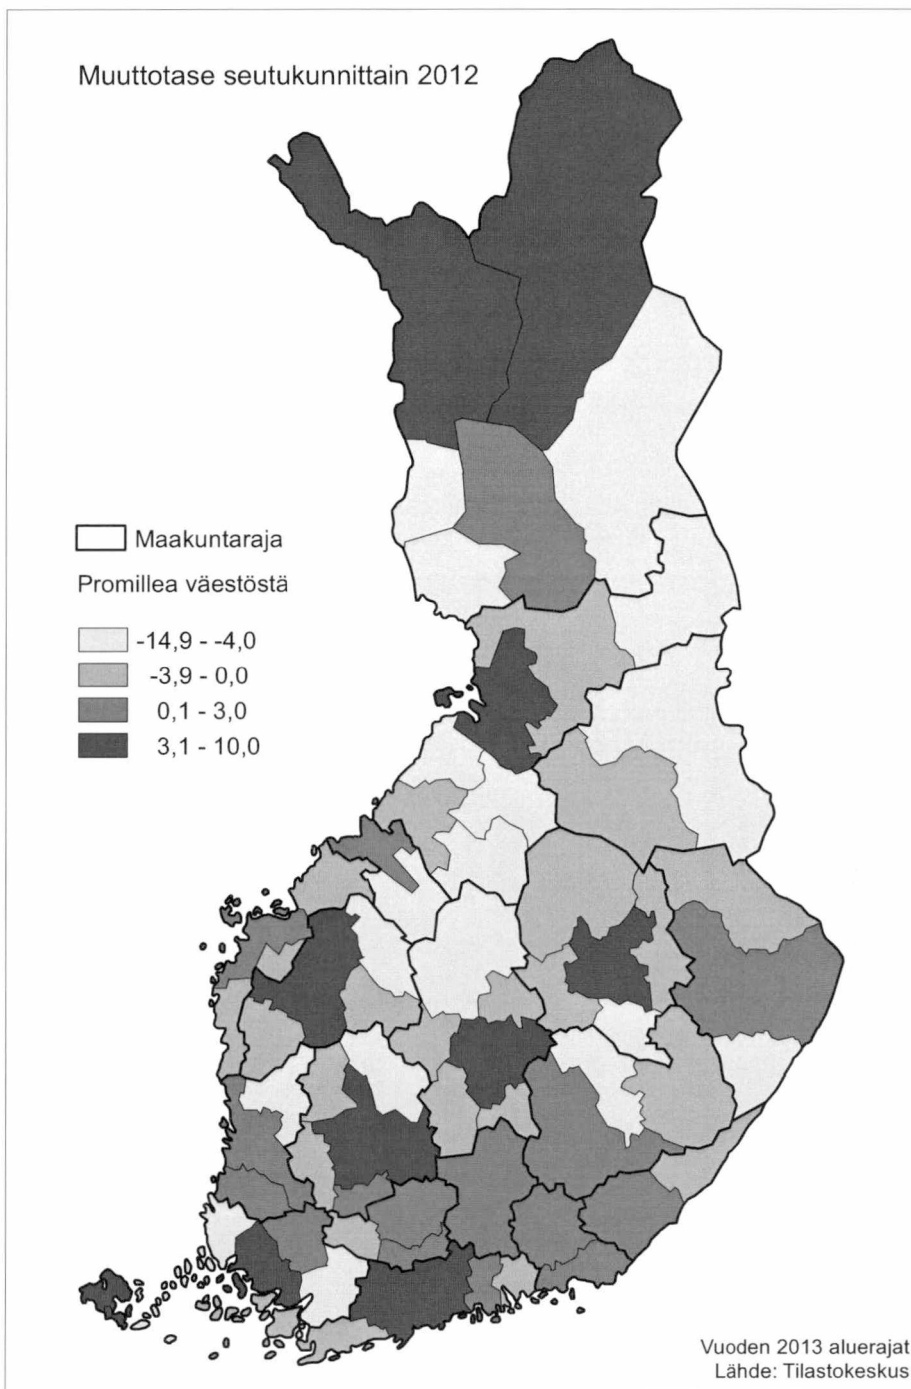 Muuttotase seutukunnittain 2012
Maakuntaraja
Promillea väestöstä
-14,9 - -4,0
-3,9 - 0,0
0,1 - 3,0
3,1 - 10,0
Vuoden 2013 aluerajat
Lähde: Tilastokeskus